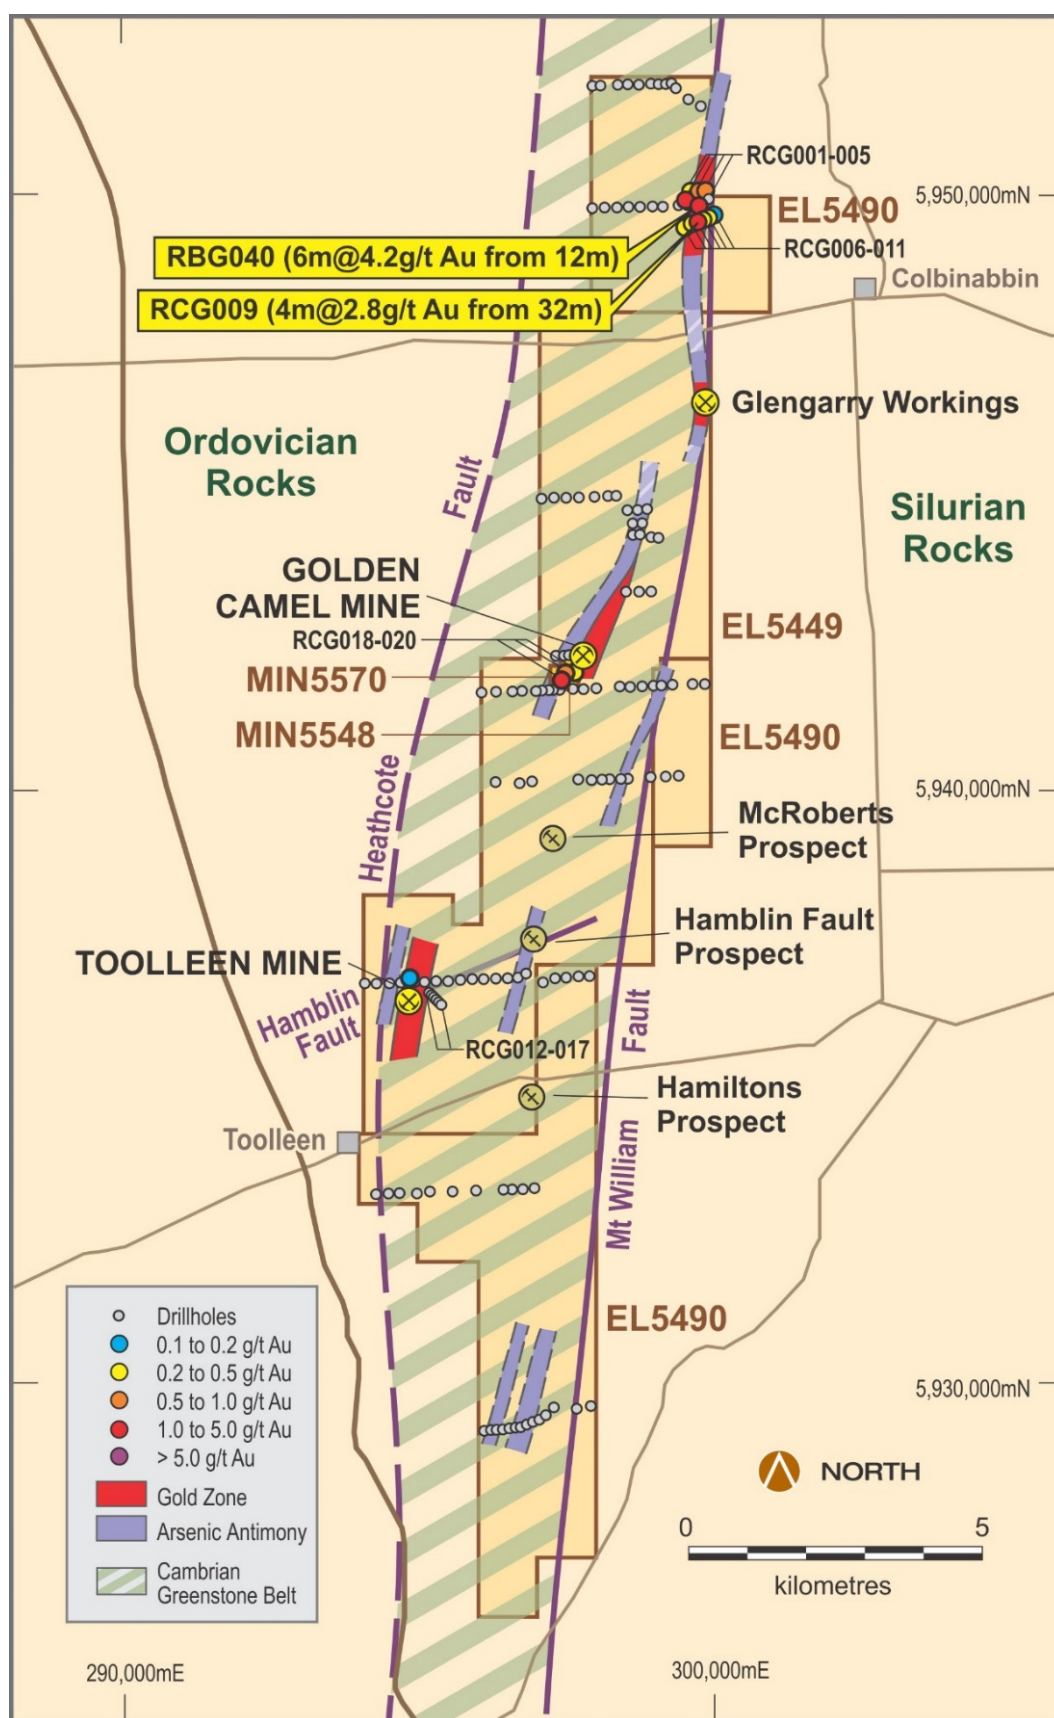 RCG001-005
5,950,000mN
EL5490
RBG040 (6m@4.2g/t Au from 12m)
RCG006-011
Colbinabbin
RCG009 (4m@2.8g/t Au from 32m)
Glengarry Workings
Ordovician
Rocks
Fault
Silurian
Rocks
GOLDEN
CAMEL MINE
RCG018-020
EL5449
MIN5570
MIN5548
EL5490
Heathcote
5,940,000mN
McRoberts
Prospect
Hamblin Fault
Prospect
TOOLLEEN MINE
Hamblin
Fault
Fault
RCG012-017
Hamiltons
Prospect
Toolleen
Mt William
EL5490
Drillholes
0.1 to 0.2 g/t Au
0.2 to 0.5 g/t Au
0.5 to 1.0 g/t Au
1.0 to 5.0 g/t Au
> 5.0 g/t Au
Gold Zone
Arsenic Antimony
Cambrian
Greenstone Belt
5,930,000mN
NORTH
0 5
kilometres
290,000mE
300,000mE